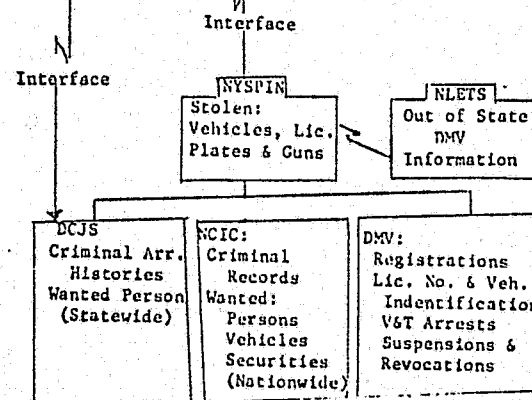 Interface
Interface
NYSPIN
Stolen:
Vehicles, Lic.
Plates & Guns
NLETS
Out of State
DMV
Information
DCJS
Criminal Arr.
Histories
Wanted Person
(Statewide)
NCIC:
Criminal
Records
Wanted:
Persons
Vehicles
Securities
(Nationwide)
DMV:
Registrations
Lic. No. & Veh.
Indentification
V&T Arrests
Suspensions &
Revocations